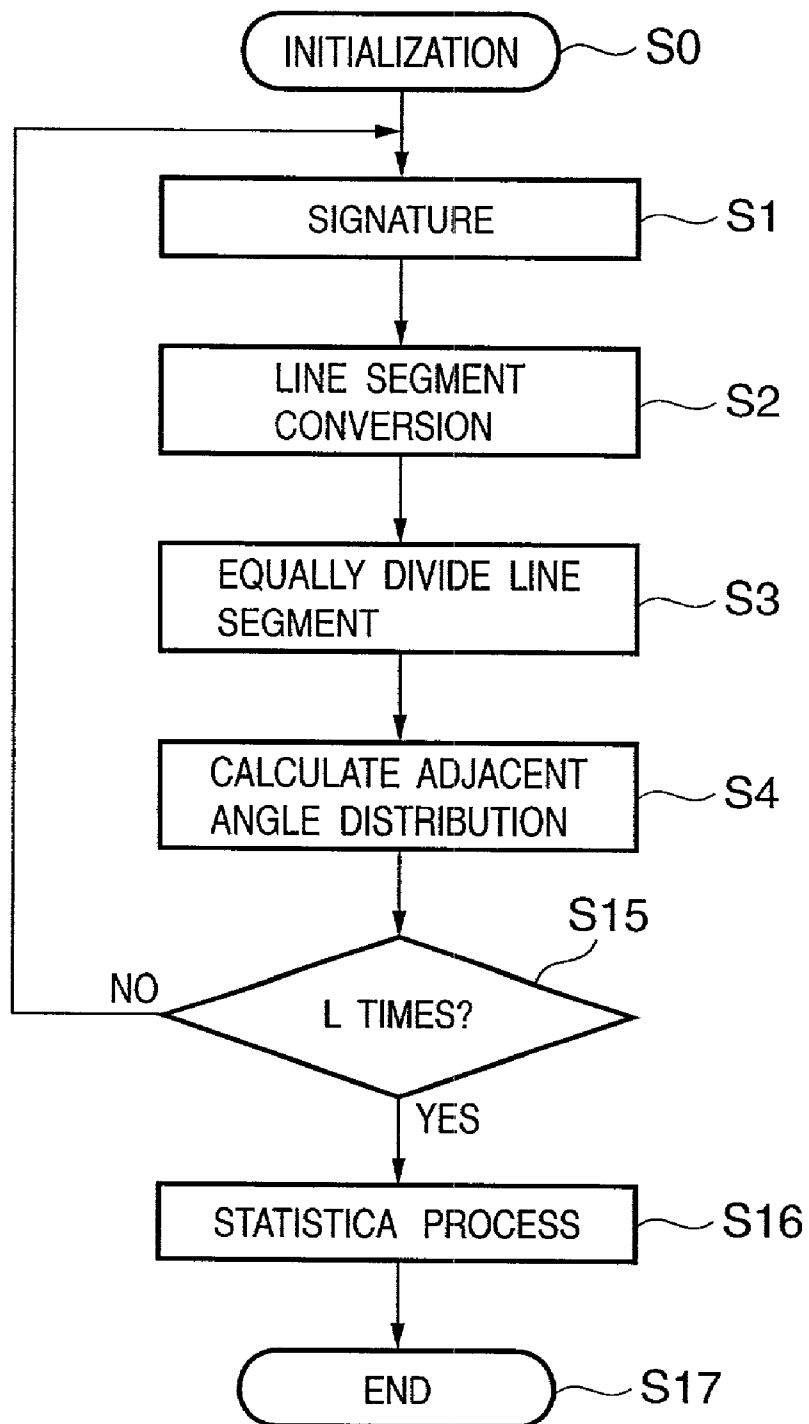 INITIALIZATION S0
SIGNATURE S1
LINE SEGMENT
CONVERSION S2
EQUALLY DIVIDE LINE
SEGMENT S3
CALCULATE ADJACENT
ANGLE DISTRIBUTION S4
S15
NO
L TIMES?
YES
STATISTICA PROCESS S16
END S17